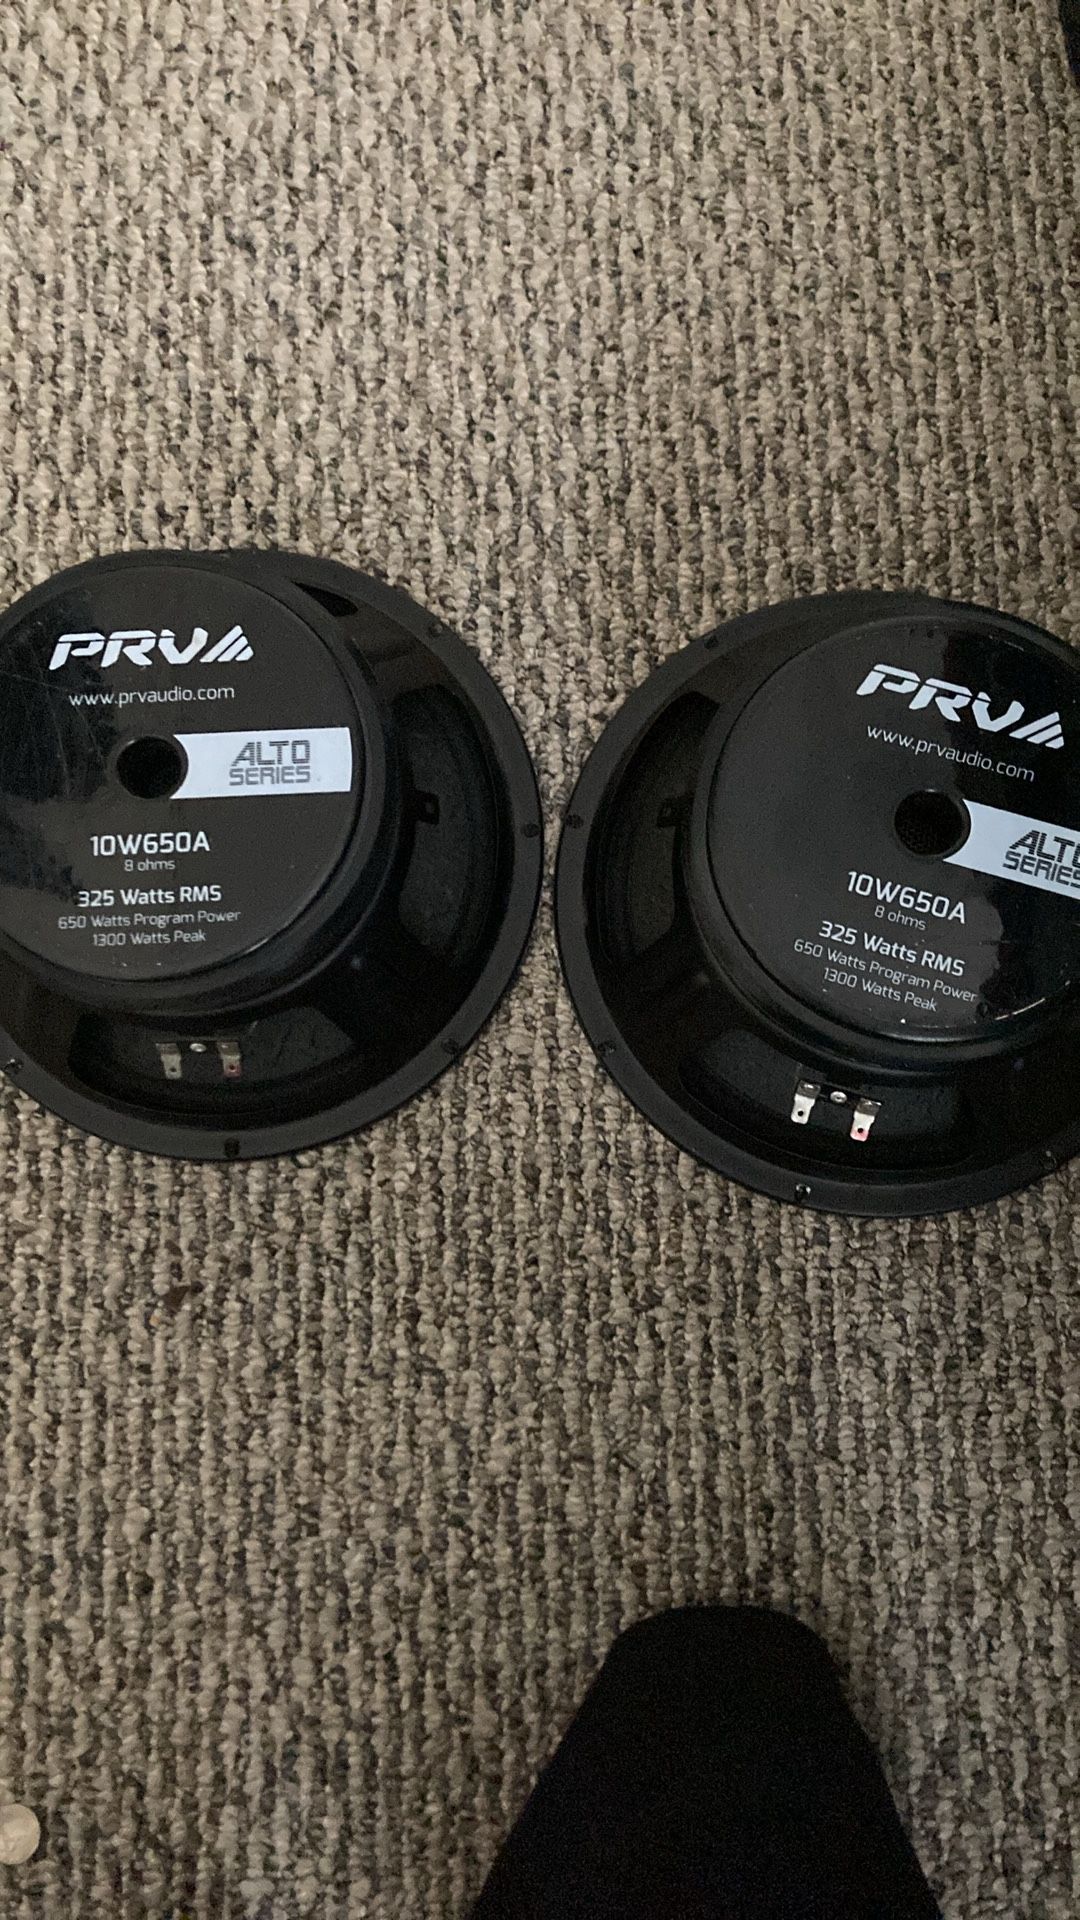 PRV
www.prvaudio.com
ALTO
SERIES
10W650A
8 ohms
325 Watts RMS
650 Watts Program Power
1300 Watts Peak
PRV
www.prvaudio.com
ALTO
SERIES
10W650A
8 ohms
325 Watts RMS
650 Watts Program Power
1300 Watts Peak